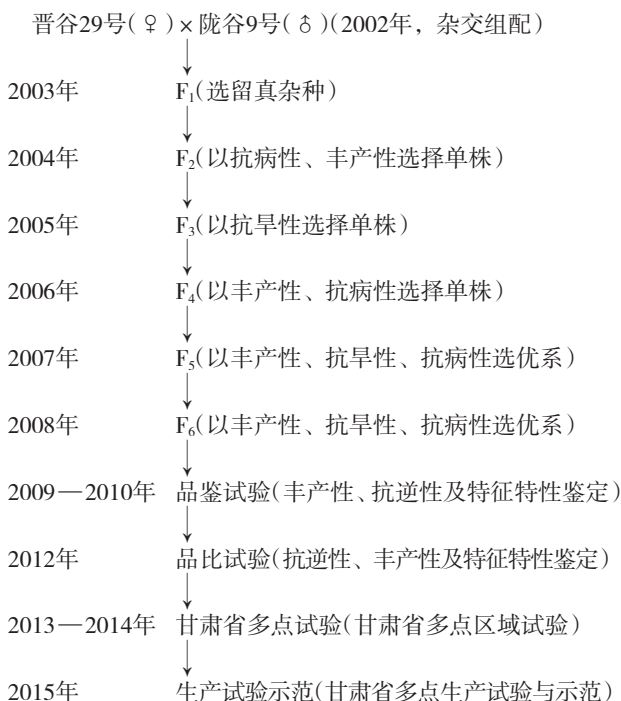 晋谷29号(♀)×陇谷9号(♂)(2002年，杂交组配)
2003年 F₁(选留真杂种)
2004年 F₂(以抗病性、丰产性选择单株)
2005年 F₃(以抗旱性选择单株)
2006年 F₄(以丰产性、抗病性选择单株)
2007年 F₅(以丰产性、抗旱性、抗病性选优系)
2008年 F₆(以丰产性、抗旱性、抗病性选优系)
2009—2010年 品鉴试验(丰产性、抗逆性及特征特性鉴定)
2012年 品比试验(抗逆性、丰产性及特征特性鉴定)
2013—2014年 甘肃省多点试验(甘肃省多点区域试验)
2015年 生产试验示范(甘肃省多点生产试验与示范)